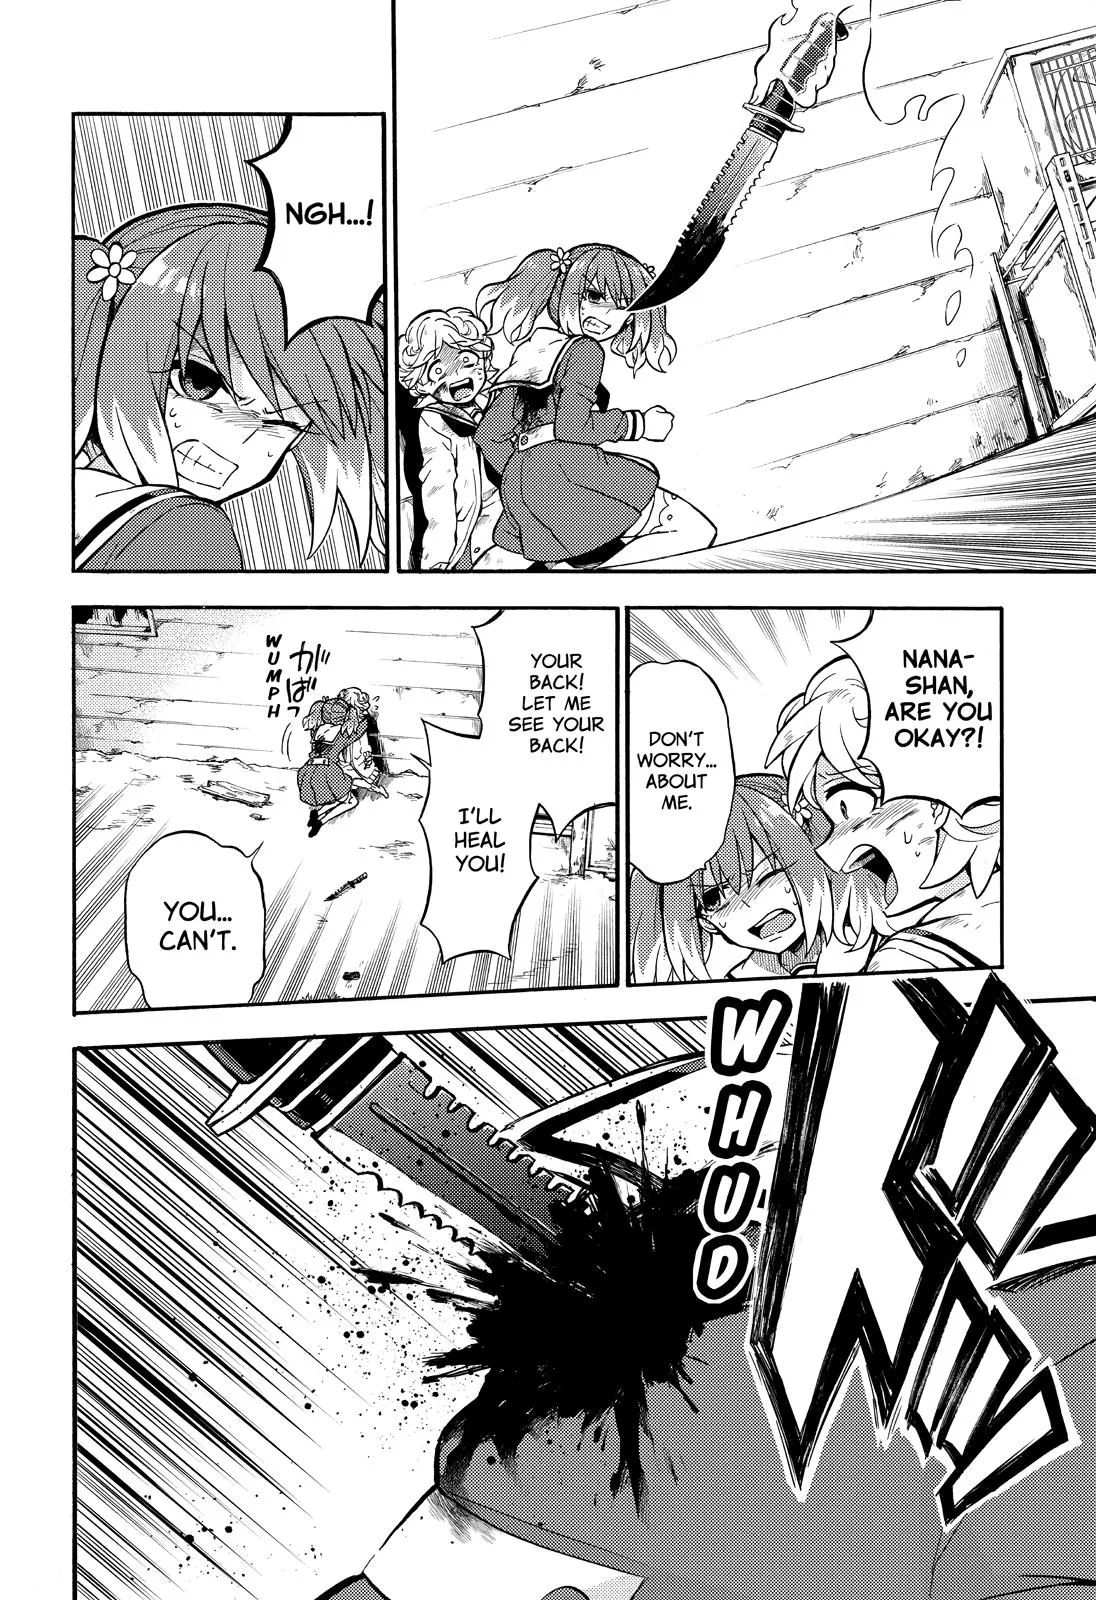 NGH...!
NANA-
SHAN,
ARE YOU
OKAY?!
DON'T
WORRY...
ABOUT
ME.
YOUR
BACK!
LET ME
SEE YOUR
BACK!
I'LL
HEAL
YOU!
がばっ
WUMPH
YOU...
CAN'T.
WHUD